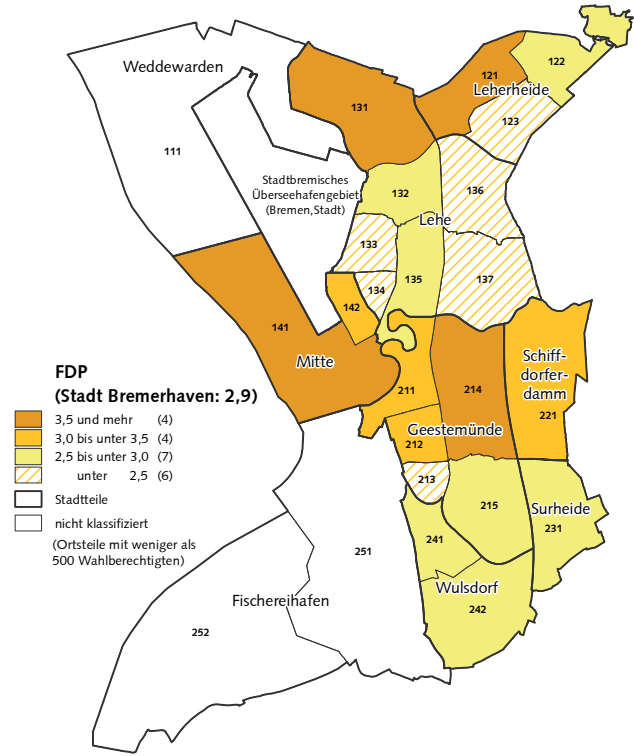 122
121
Weddewarden
Leherheide
131
123
111
Stadtbremisches
Überseehafengebiet
(Bremen,Stadt)
132
136
Lehe
133
135
137
134
142
141
Mitte
Schiff-
dorfer-
damm
FDP
(Stadt Bremerhaven: 2,9)
211
214
221
3,5 und mehr (4)
3,0 bis unter 3,5 (4)
2,5 bis unter 3,0 (7)
unter 2,5 (6)
Geestemünde
212
213
Stadtteile
nicht klassifiziert
(Ortsteile mit weniger als
500 Wahlberechtigten)
215
Surheide
231
241
251
Wulsdorf
242
Fischereihafen
252